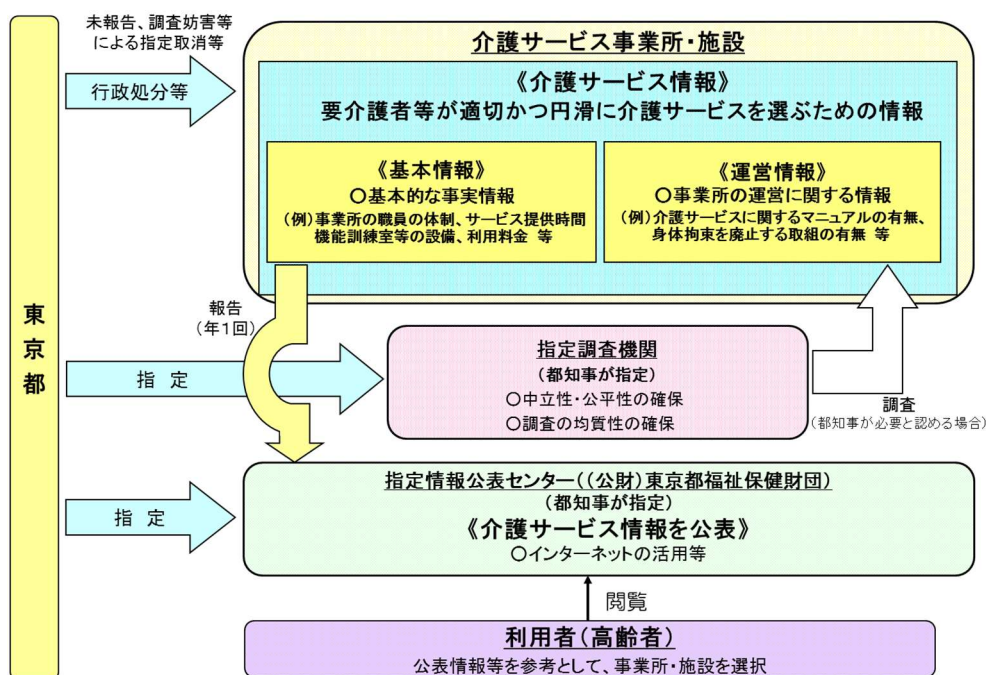 未報告、調査妨害等
による指定取消等
行政処分等
介護サービス事業所・施設
《介護サービス情報》
要介護者等が適切かつ円滑に介護サービスを選ぶための情報
《基本情報》
○基本的な事実情報
(例)事業所の職員の体制、サービス提供時間
機能訓練室等の設備、利用料金 等
《運営情報》
○事業所の運営に関する情報
(例)介護サービスに関するマニュアルの有無、
身体拘束を廃止する取組の有無 等
東京都
報告
(年1回)
指 定
指定調査機関
(都知事が指定)
○中立性・公平性の確保
○調査の均質性の確保
調査
(都知事が必要と認める場合)
指 定
指定情報公表センター((公財)東京都福祉保健財団)
(都知事が指定)
《介護サービス情報を公表》
○インターネットの活用等
閲覧
利用者(高齢者)
公表情報等を参考として、事業所・施設を選択